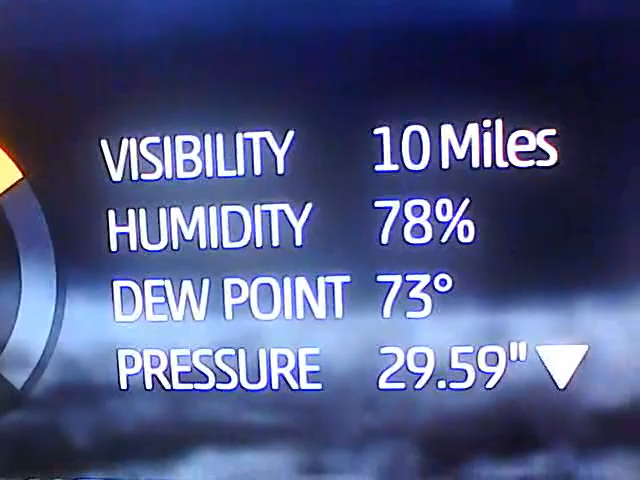 VISIBILITY 10 Miles
HUMIDITY 78%
DEW POINT 73°
PRESSURE 29.59" ▼